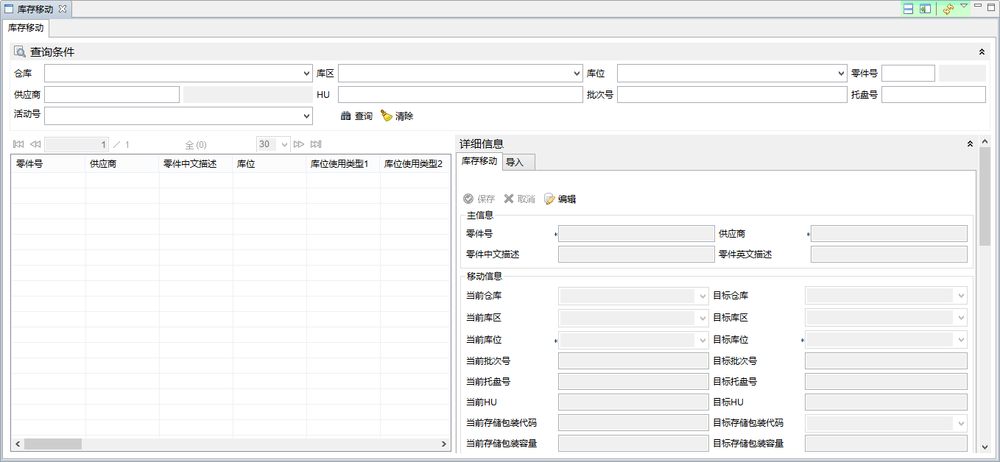 库存移动
库存移动
查询条件
仓库 库区 库位 零件号
供应商 HU 批次号 托盘号
活动号 查询 清除
1 / 1 全 (0) 30
零件号 供应商 零件中文描述 库位 库位使用类型1 库位使用类型2
详细信息
库存移动 导入
保存 取消 编辑
主信息
零件号 * 供应商 *
零件中文描述 零件英文描述
移动信息
当前仓库 目标仓库
当前库区 目标库区
当前库位 * 目标库位 *
当前批次号 目标批次号
当前托盘号 目标托盘号
当前HU 目标HU
当前存储包装代码 目标存储包装代码
当前存储包装容量 目标存储包装容量